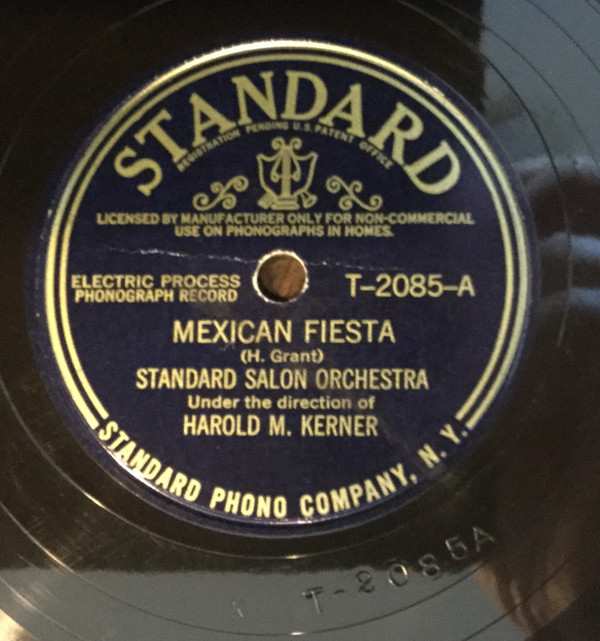 STANDARD
REGISTRATION PENDING U.S. PATENT OFFICE
LICENSED BY MANUFACTURER ONLY FOR NON-COMMERCIAL
USE ON PHONOGRAPHS IN HOMES.
ELECTRIC PROCESS
PHONOGRAPH RECORD
T-2085-A
MEXICAN FIESTA
(H. Grant)
STANDARD SALON ORCHESTRA
Under the direction of
HAROLD M. KERNER
STANDARD PHONO COMPANY, N. Y.
T-2085A